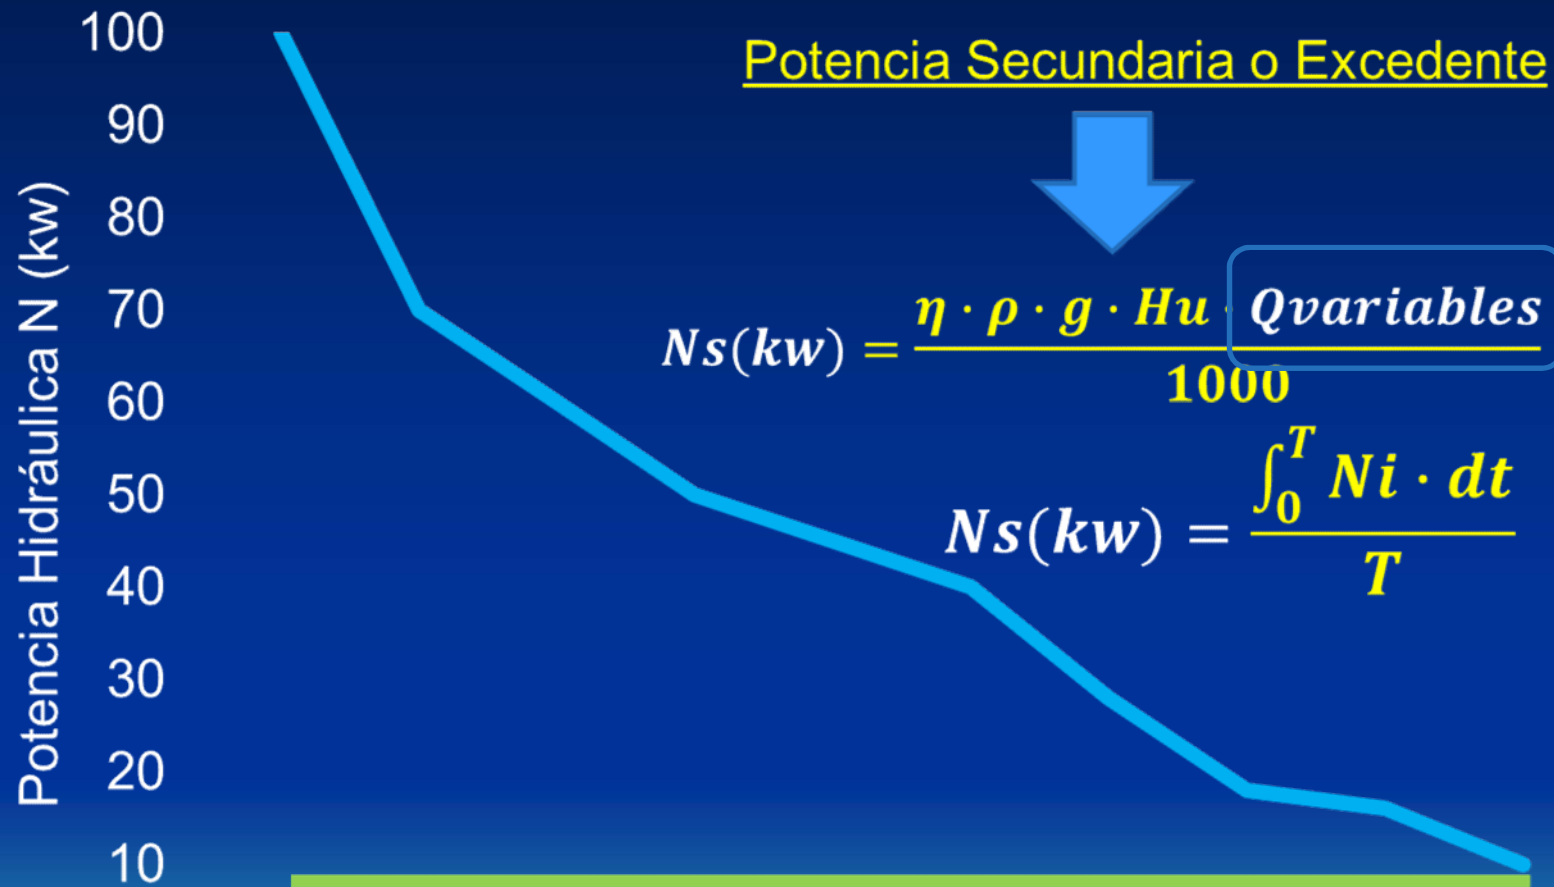 Potencia Secundaria o Excedente
100
90
80
70
60
50
40
30
20
10
Potencia Hidráulica N (kw)
Ns(kw) = η · ρ · g · Hu · Qvariables / 1000
Ns(kw) = ∫₀ᵀ Ni · dt / T